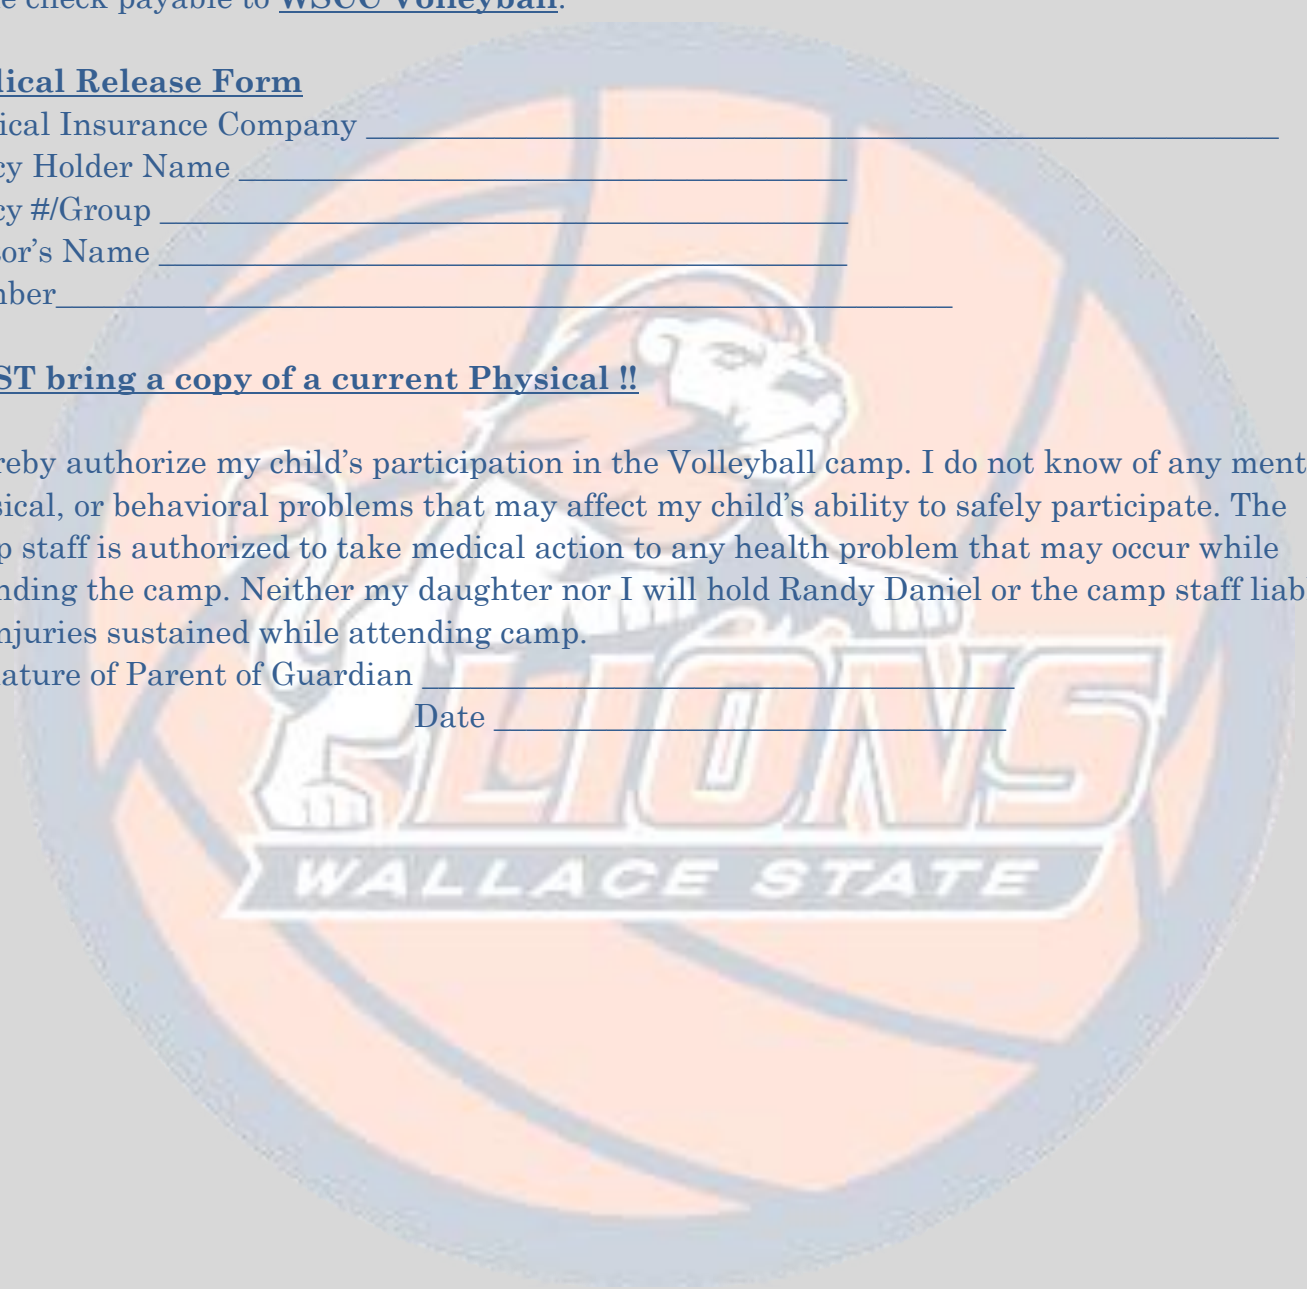 e check payable to WSCC Volleyball.
lical Release Form
ical Insurance Company
cy Holder Name
cy #/Group
or's Name
ber
ST bring a copy of a current Physical !!
reby authorize my child's participation in the Volleyball camp. I do not know of any ment
sical, or behavioral problems that may affect my child's ability to safely participate. The
p staff is authorized to take medical action to any health problem that may occur while
nding the camp. Neither my daughter nor I will hold Randy Daniel or the camp staff liab
njuries sustained while attending camp.
ature of Parent of Guardian
Date
LIONS
WALLACE STATE